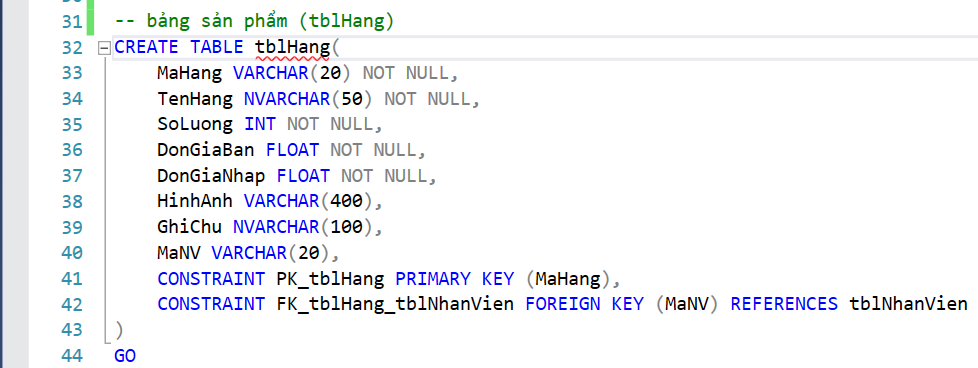 31 -- bảng sản phẩm (tblHang)
32 CREATE TABLE tblHang(
33 MaHang VARCHAR(20) NOT NULL,
34 TenHang NVARCHAR(50) NOT NULL,
35 SoLuong INT NOT NULL,
36 DonGiaBan FLOAT NOT NULL,
37 DonGiaNhap FLOAT NOT NULL,
38 HinhAnh VARCHAR(400),
39 GhiChu NVARCHAR(100),
40 MaNV VARCHAR(20),
41 CONSTRAINT PK_tblHang PRIMARY KEY (MaHang),
42 CONSTRAINT FK_tblHang_tblNhanVien FOREIGN KEY (MaNV) REFERENCES tblNhanVien
43 )
44 GO